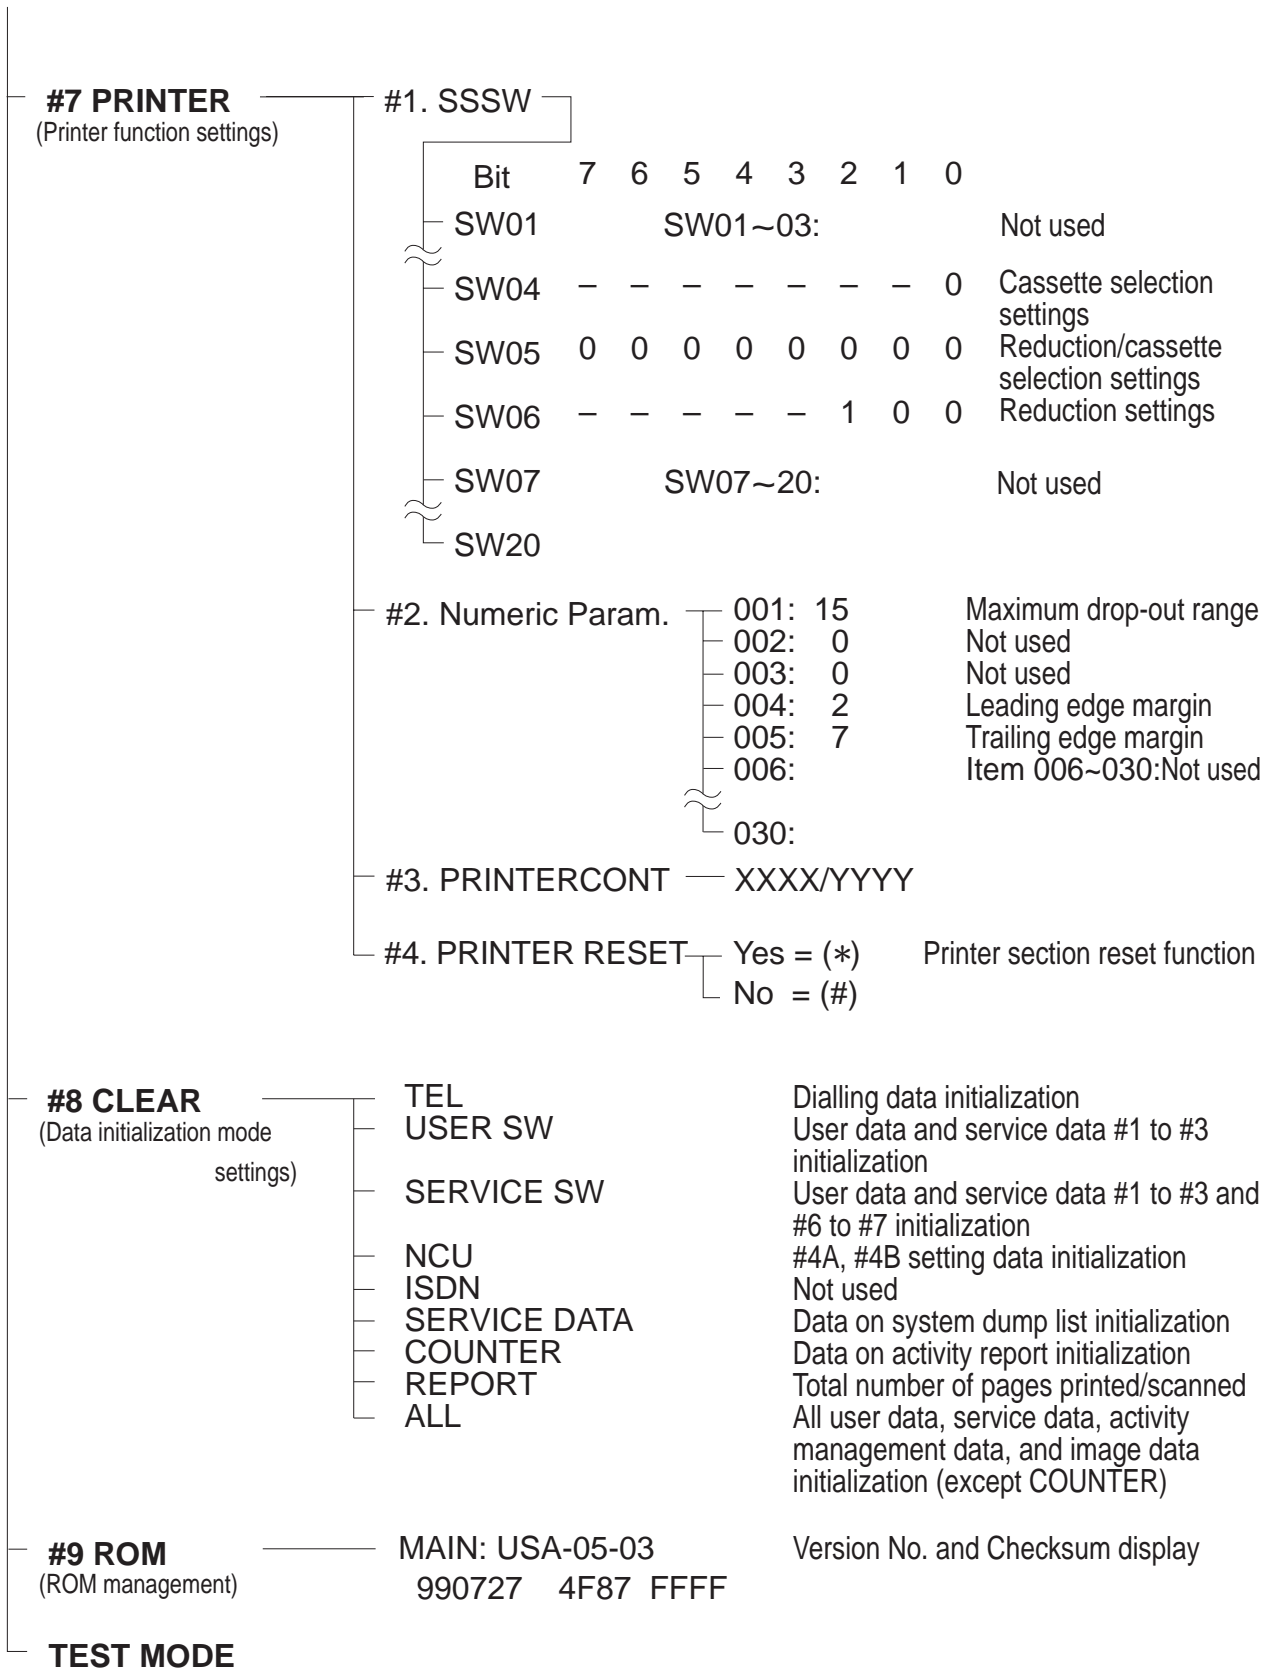 #7 PRINTER #1. SSSW
(Printer function settings)
Bit 7 6 5 4 3 2 1 0
SW01 SW01~03: Not used
SW04 – – – – – – – 0 Cassette selection
settings
SW05 0 0 0 0 0 0 0 0 Reduction/cassette
selection settings
SW06 – – – – – 1 0 0 Reduction settings
SW07 SW07~20: Not used
SW20
#2. Numeric Param. 001: 15 Maximum drop-out range
002: 0 Not used
003: 0 Not used
004: 2 Leading edge margin
005: 7 Trailing edge margin
006: Item 006~030:Not used
030:
#3. PRINTERCONT XXXX/YYYY
#4. PRINTER RESET Yes = (*) Printer section reset function
No = (#)
#8 CLEAR TEL Dialling data initialization
(Data initialization mode USER SW User data and service data #1 to #3
settings) initialization
SERVICE SW User data and service data #1 to #3 and
#6 to #7 initialization
NCU #4A, #4B setting data initialization
ISDN Not used
SERVICE DATA Data on system dump list initialization
COUNTER Data on activity report initialization
REPORT Total number of pages printed/scanned
ALL All user data, service data, activity
management data, and image data
initialization (except COUNTER)
#9 ROM MAIN: USA-05-03 Version No. and Checksum display
(ROM management) 990727 4F87 FFFF
TEST MODE